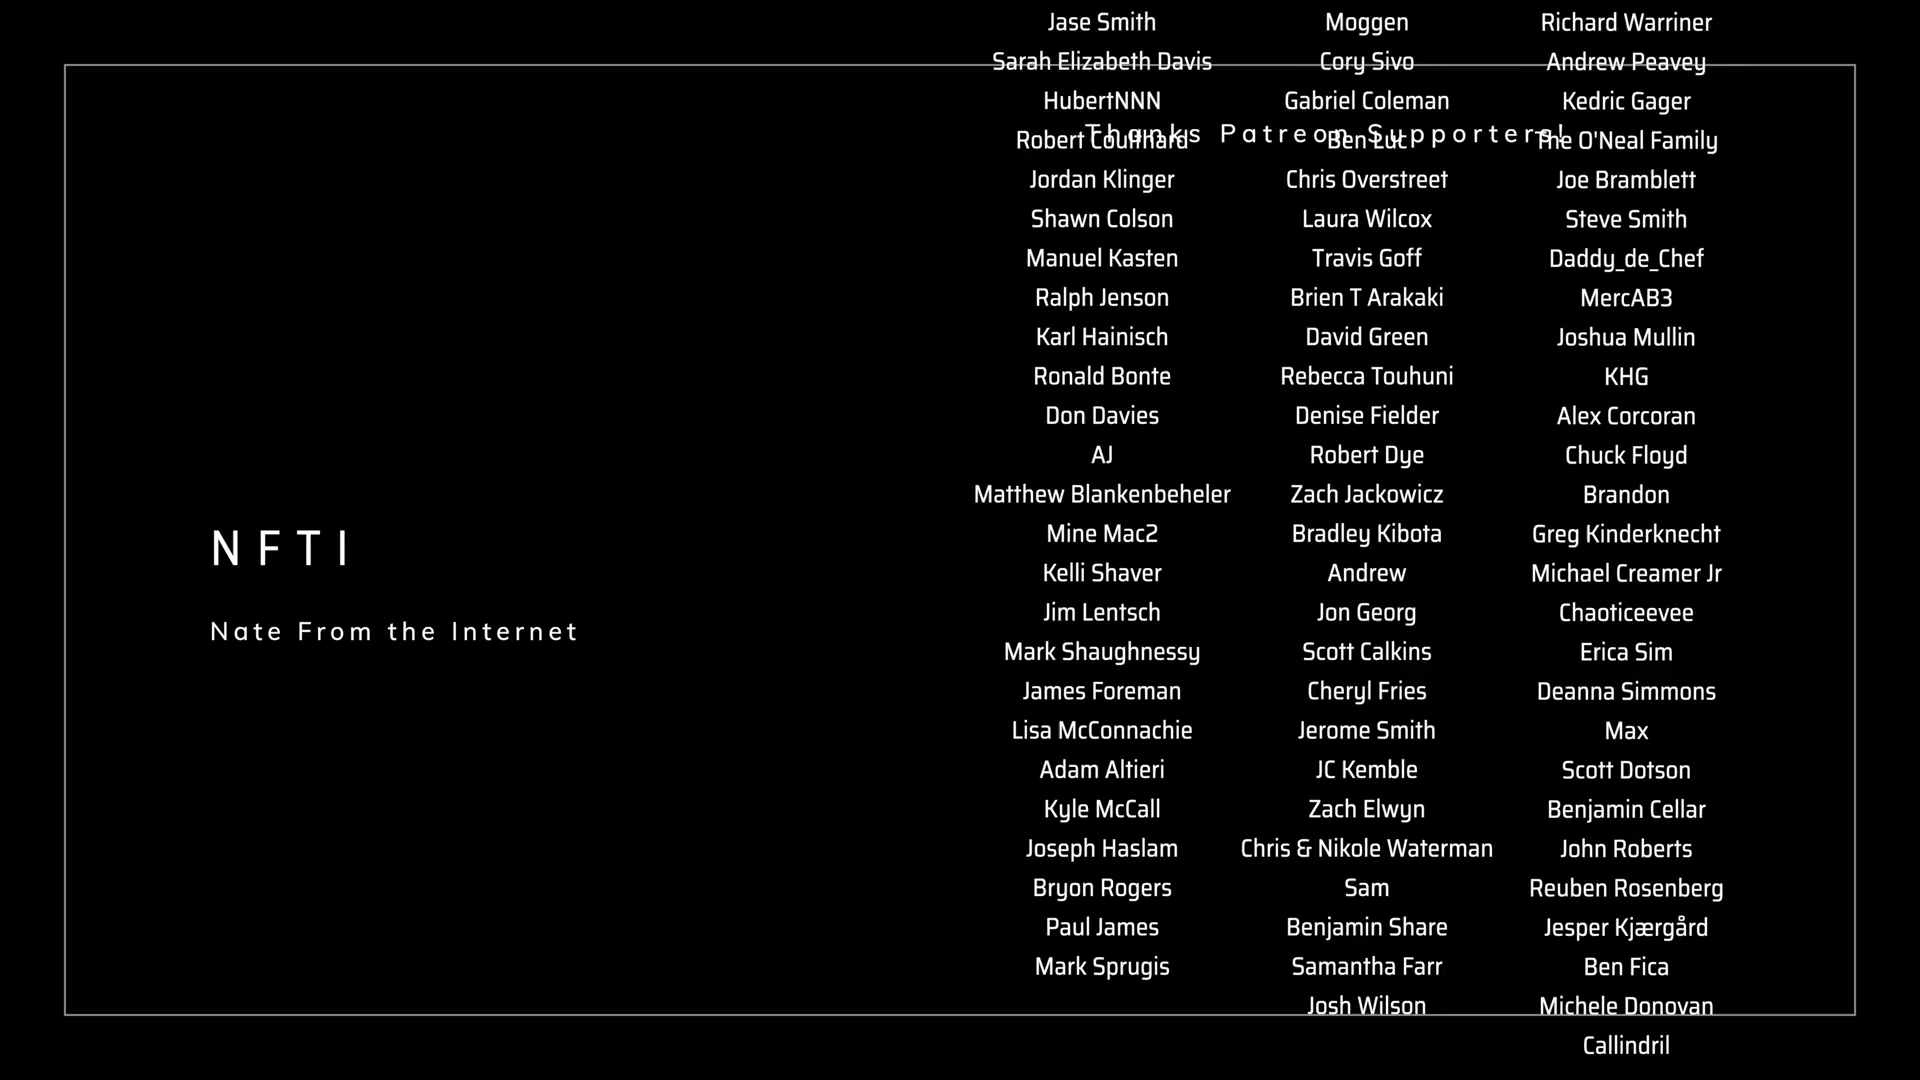 NFTI
Nate From the Internet
Thanks Patreon Supporters!
Jase Smith
Sarah Elizabeth Davis
HubertNNN
Robert Coulthard
Jordan Klinger
Shawn Colson
Manuel Kasten
Ralph Jenson
Karl Hainisch
Ronald Bonte
Don Davies
AJ
Matthew Blankenbeheler
Mine Mac2
Kelli Shaver
Jim Lentsch
Mark Shaughnessy
James Foreman
Lisa McConnachie
Adam Altieri
Kyle McCall
Joseph Haslam
Bryon Rogers
Paul James
Mark Sprugis
Moggen
Cory Sivo
Gabriel Coleman
Ben Luc
Chris Overstreet
Laura Wilcox
Travis Goff
Brien T Arakaki
David Green
Rebecca Touhuni
Denise Fielder
Robert Dye
Zach Jackowicz
Bradley Kibota
Andrew
Jon Georg
Scott Calkins
Cheryl Fries
Jerome Smith
JC Kemble
Zach Elwyn
Chris & Nikole Waterman
Sam
Benjamin Share
Samantha Farr
Josh Wilson
Richard Warriner
Andrew Peavey
Kedric Gager
The O'Neal Family
Joe Bramblett
Steve Smith
Daddy_de_Chef
MercAB3
Joshua Mullin
KHG
Alex Corcoran
Chuck Floyd
Brandon
Greg Kinderknecht
Michael Creamer Jr
Chaoticeevee
Erica Sim
Deanna Simmons
Max
Scott Dotson
Benjamin Cellar
John Roberts
Reuben Rosenberg
Jesper Kjærgård
Ben Fica
Michele Donovan
Callindril